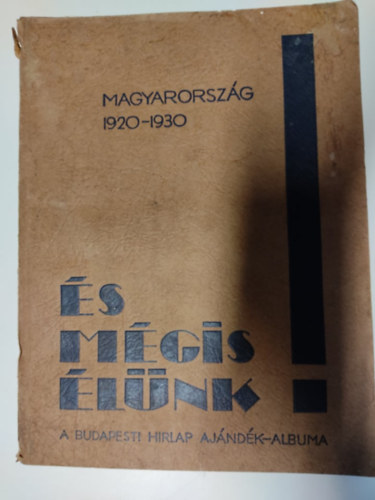 MAGYARORSZÁG
1920-1930
ÉS
MÉGIS
ÉLÜNK!
A BUDAPESTI HIRLAP AJÁNDÉK-ALBUMA